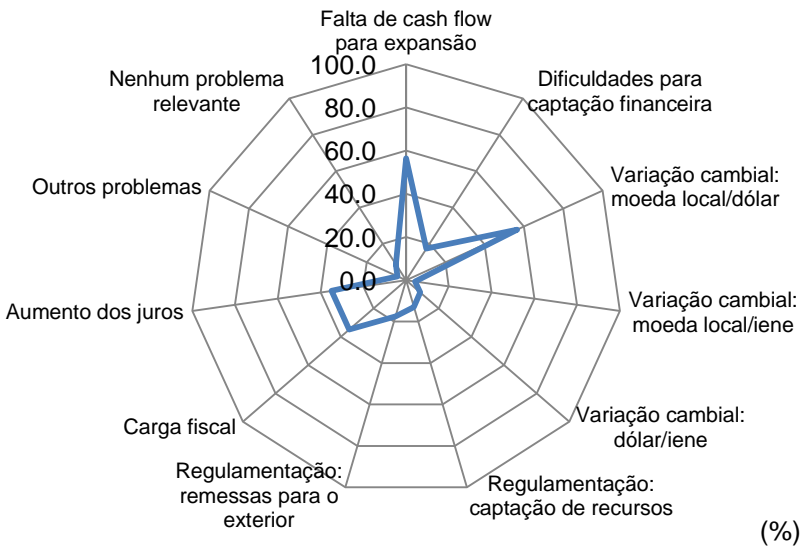 Falta de cash flow
para expansão
Dificuldades para
captação financeira
Variação cambial:
moeda local/dólar
Variação cambial:
moeda local/iene
Variação cambial:
dólar/iene
Regulamentação:
captação de recursos
Regulamentação:
remessas para o
exterior
Carga fiscal
Aumento dos juros
Outros problemas
Nenhum problema
relevante
100.0
80.0
60.0
40.0
20.0
0.0
(%)